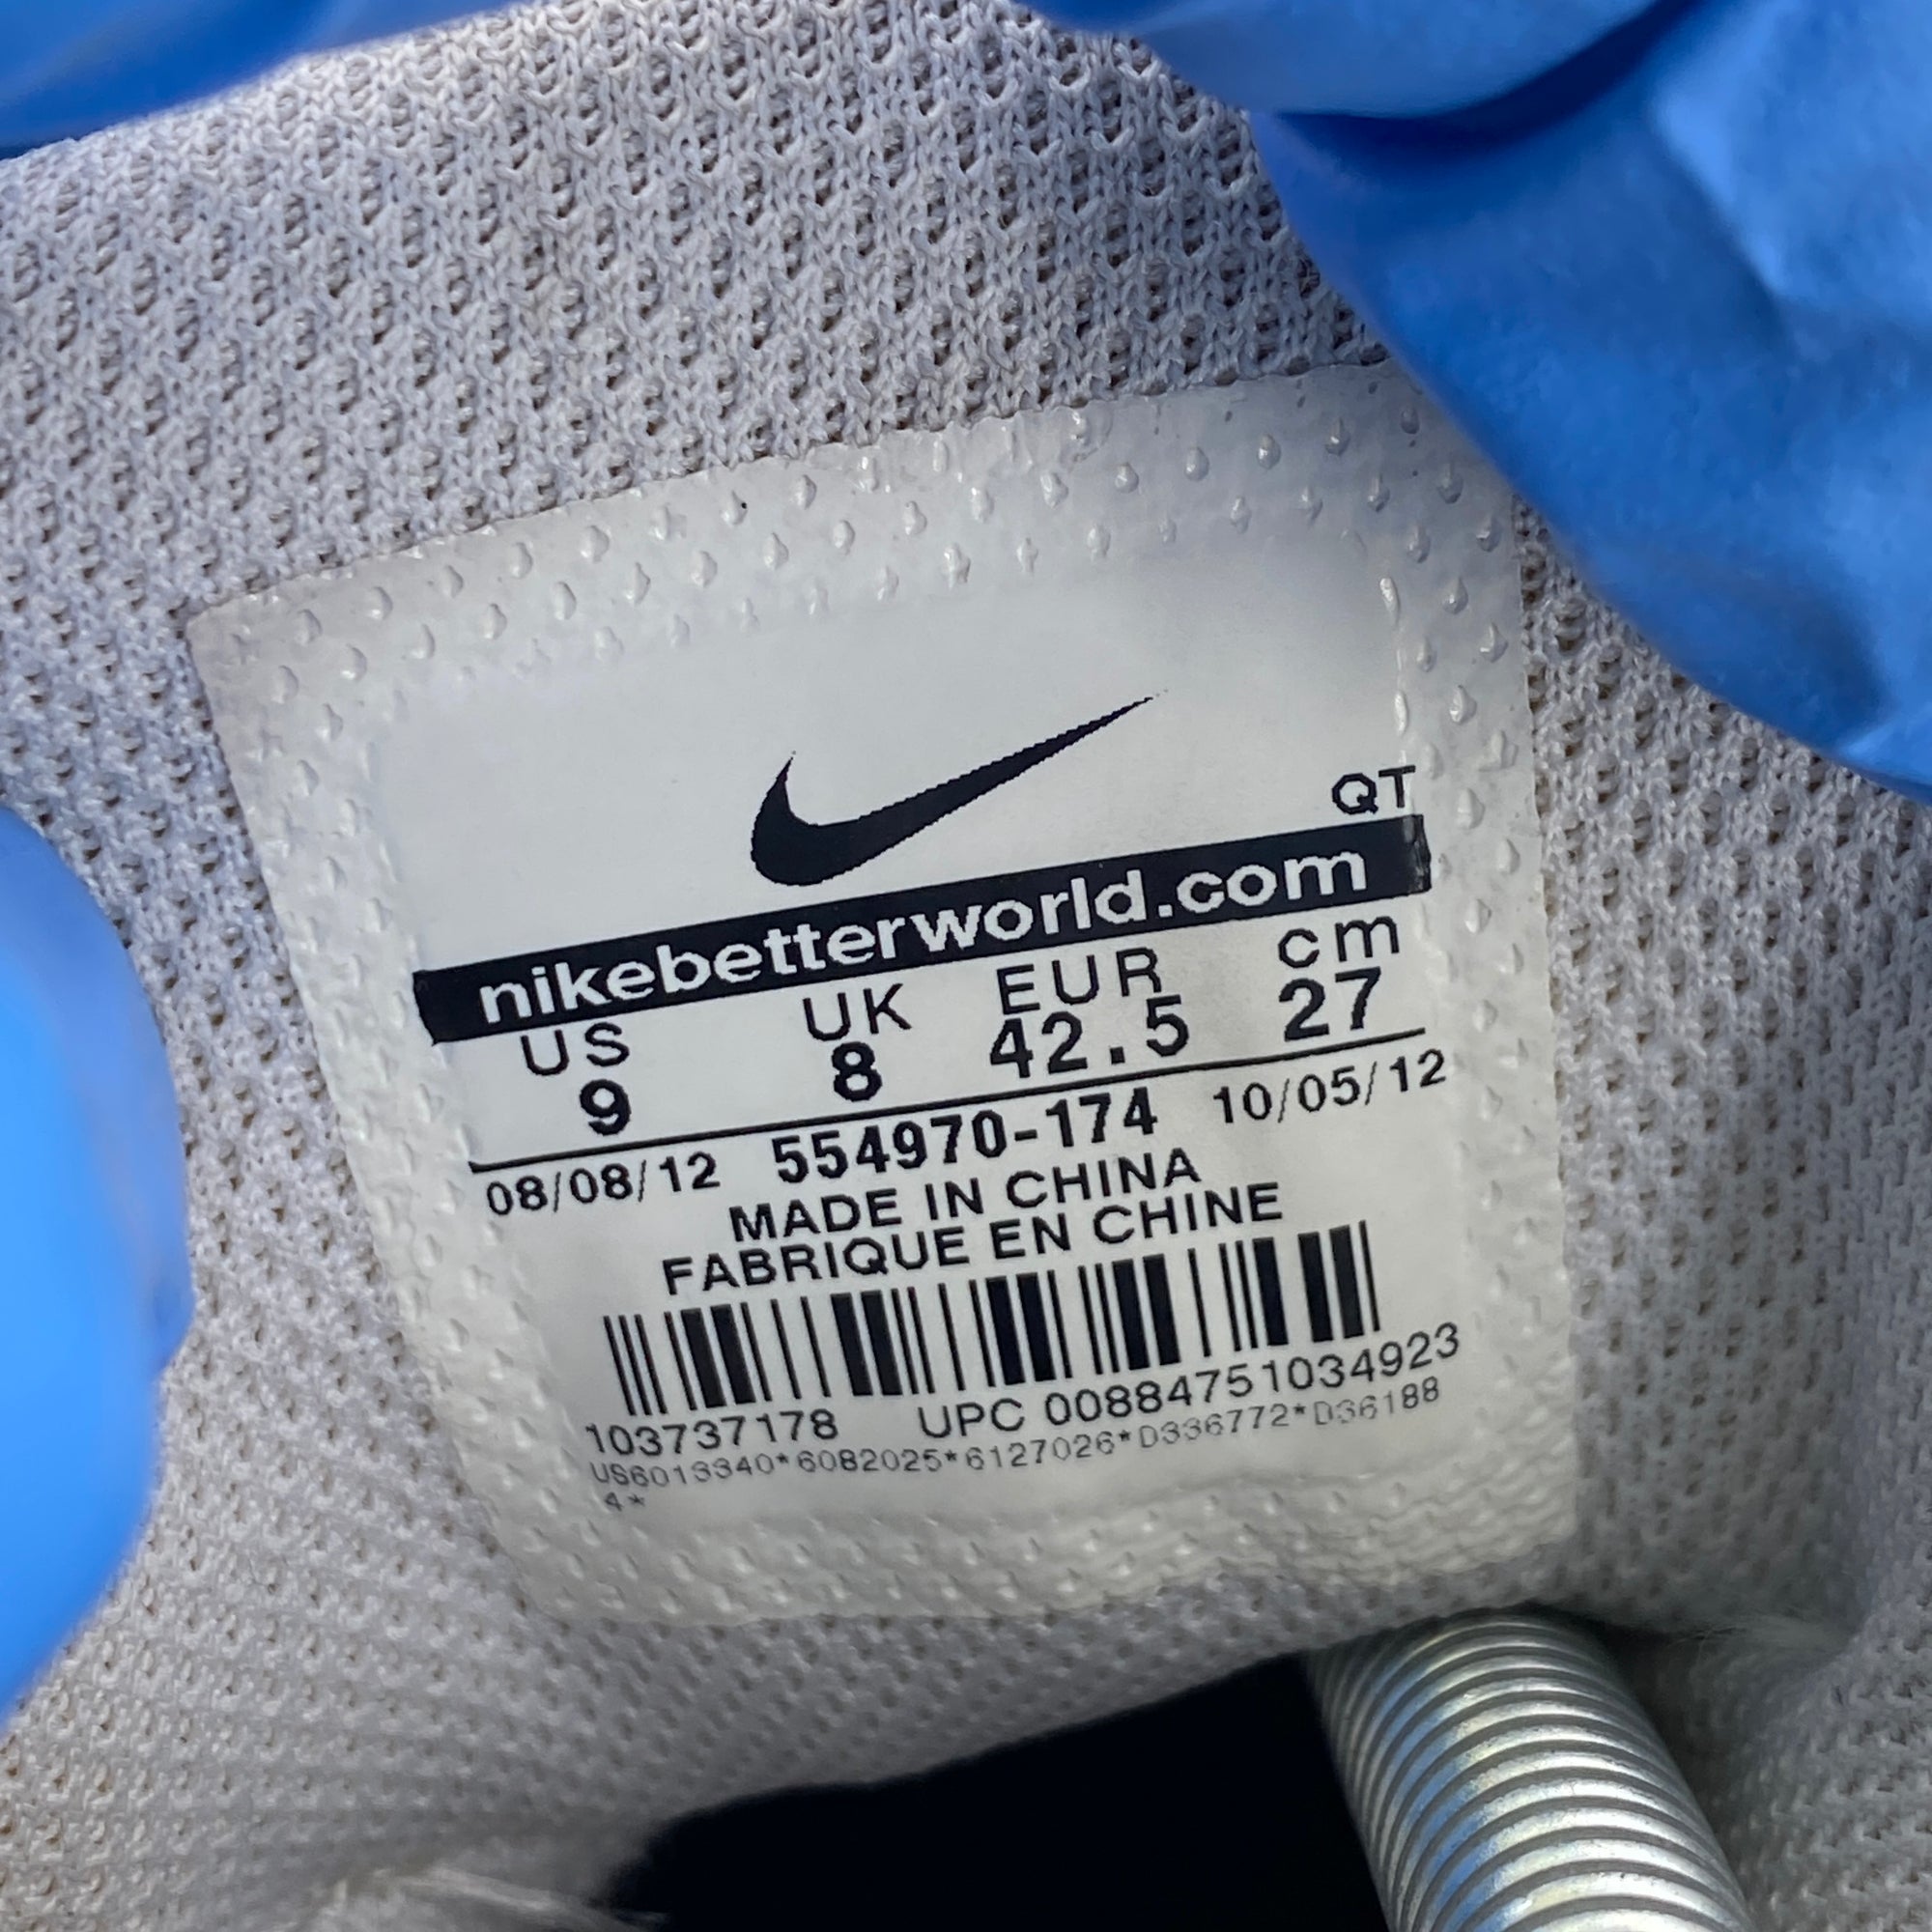 QT
nikebetterworld.com
US UK EUR cm
9 8 42.5 27
08/08/12 554970-174 10/05/12
MADE IN CHINA
FABRIQUE EN CHINE
103737178 UPC 00884751034923
US6013340*6082025*6127026*D336772*D36188
4*